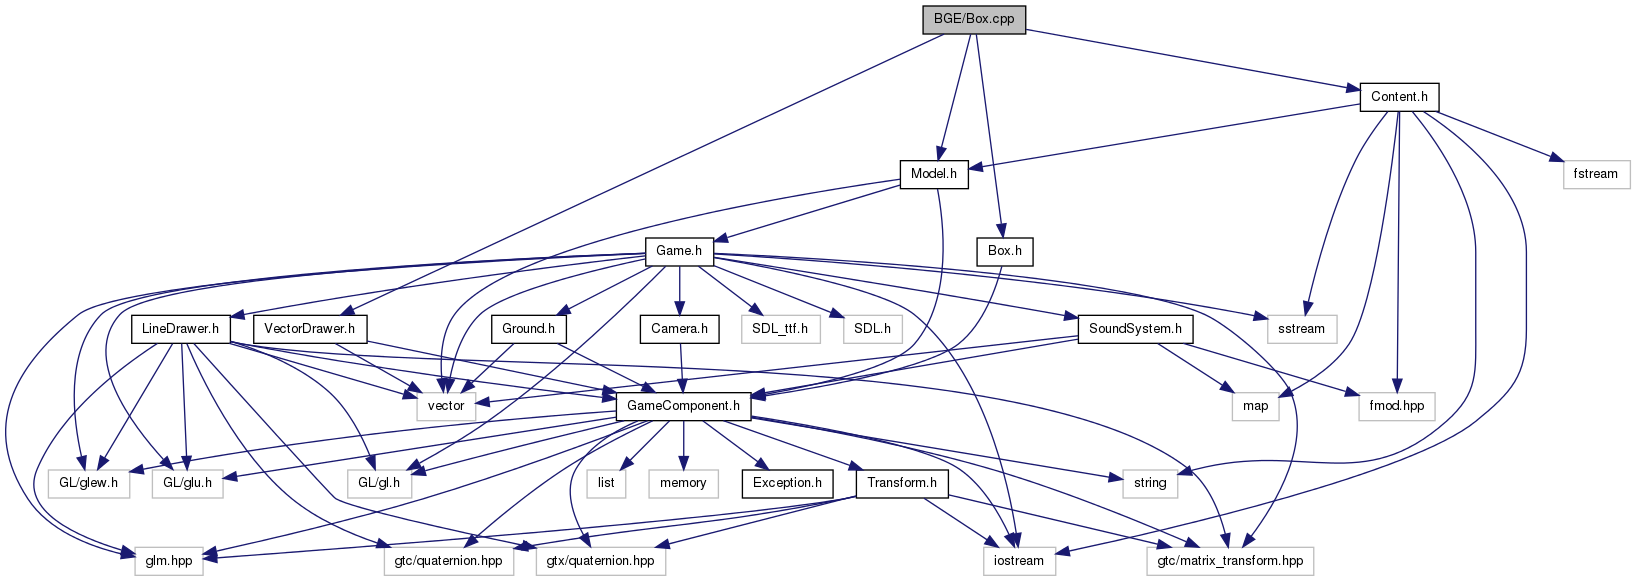 BGE/Box.cpp
Content.h
Model.h
fstream
Game.h
Box.h
LineDrawer.h
VectorDrawer.h
Ground.h
Camera.h
SDL_ttf.h
SDL.h
SoundSystem.h
sstream
vector
GameComponent.h
map
fmod.hpp
GL/glew.h
GL/glu.h
GL/gl.h
list
memory
Exception.h
Transform.h
string
glm.hpp
gtc/quaternion.hpp
gtx/quaternion.hpp
iostream
gtc/matrix_transform.hpp